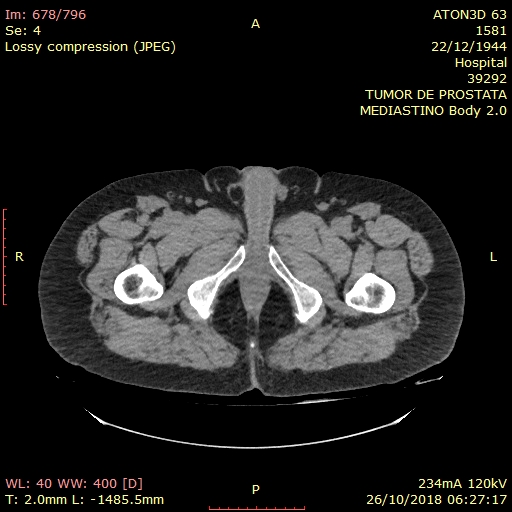 Im: 678/796
Se: 4
Lossy compression (JPEG)
A
ATON3D 63
1581
22/12/1944
Hospital
39292
TUMOR DE PROSTATA
MEDIASTINO Body 2.0
R
L
WL: 40 WW: 400 [D]
T: 2.0mm L: -1485.5mm
P
234mA 120kV
26/10/2018 06:27:17